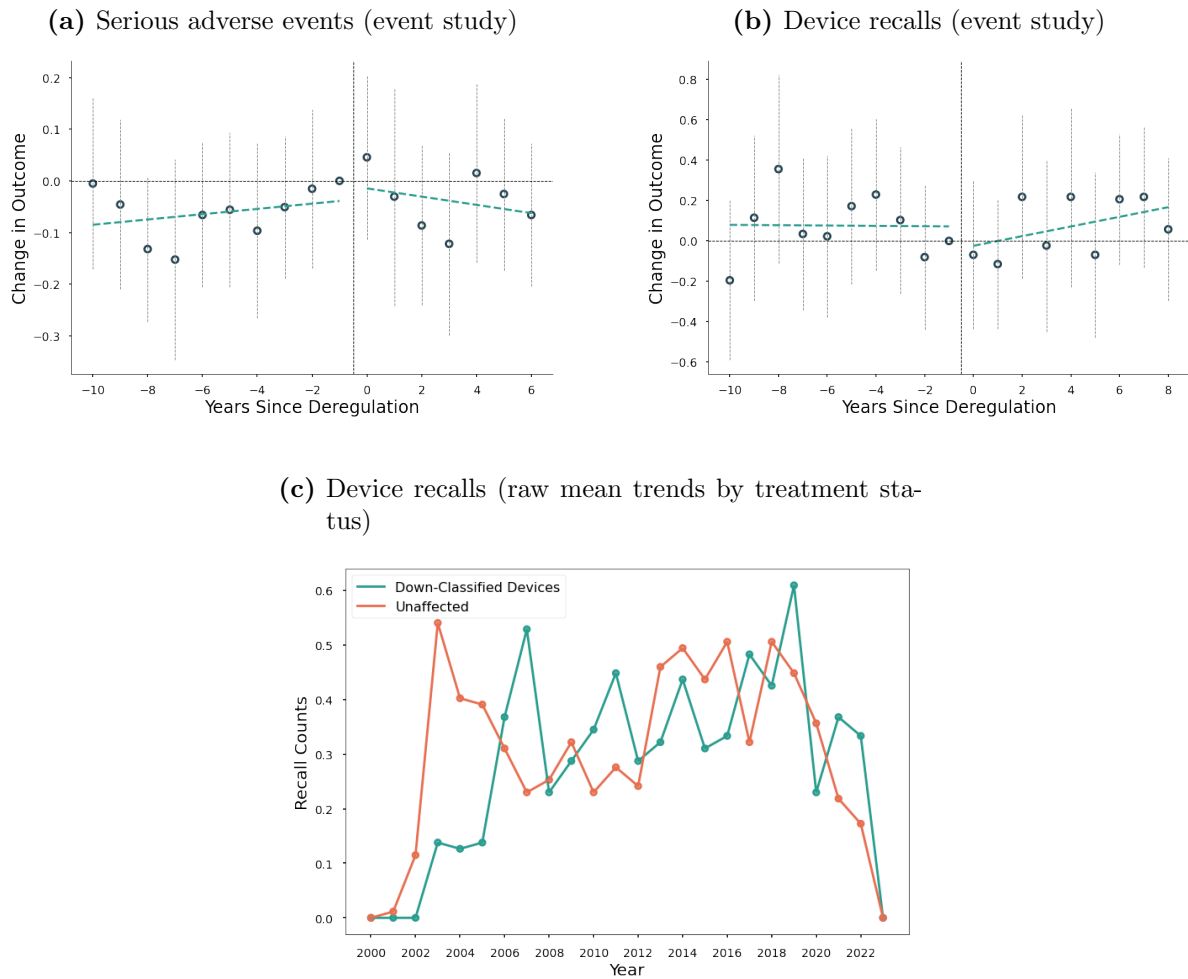 (a) Serious adverse events (event study)
Change in Outcome
0.2
0.1
0.0
−0.1
−0.2
−0.3
−10 −8 −6 −4 −2 0 2 4 6
Years Since Deregulation
(b) Device recalls (event study)
Change in Outcome
0.8
0.6
0.4
0.2
0.0
−0.2
−0.4
−0.6
−10 −8 −6 −4 −2 0 2 4 6 8
Years Since Deregulation
(c) Device recalls (raw mean trends by treatment sta-
tus)
Down-Classified Devices
Unaffected
Recall Counts
0.6
0.5
0.4
0.3
0.2
0.1
0.0
2000 2002 2004 2006 2008 2010 2012 2014 2016 2018 2020 2022
Year